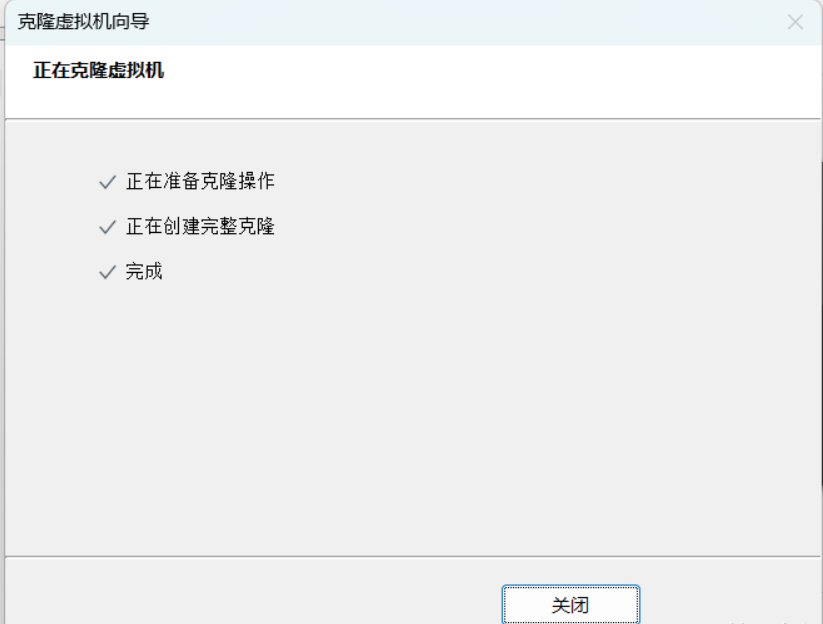 克隆虚拟机向导
正在克隆虚拟机
正在准备克隆操作
正在创建完整克隆
完成
关闭